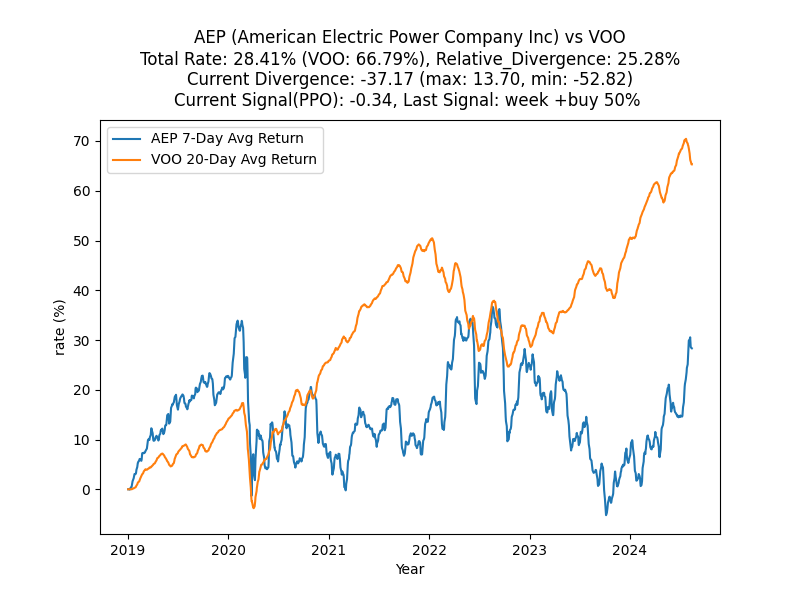 AEP (American Electric Power Company Inc) vs VOO
Total Rate: 28.41% (VOO: 66.79%), Relative_Divergence: 25.28%
Current Divergence: -37.17 (max: 13.70, min: -52.82)
Current Signal(PPO): -0.34, Last Signal: week +buy 50%
AEP 7-Day Avg Return
VOO 20-Day Avg Return
rate (%)
70
60
50
40
30
20
10
0
2019 2020 2021 2022 2023 2024
Year